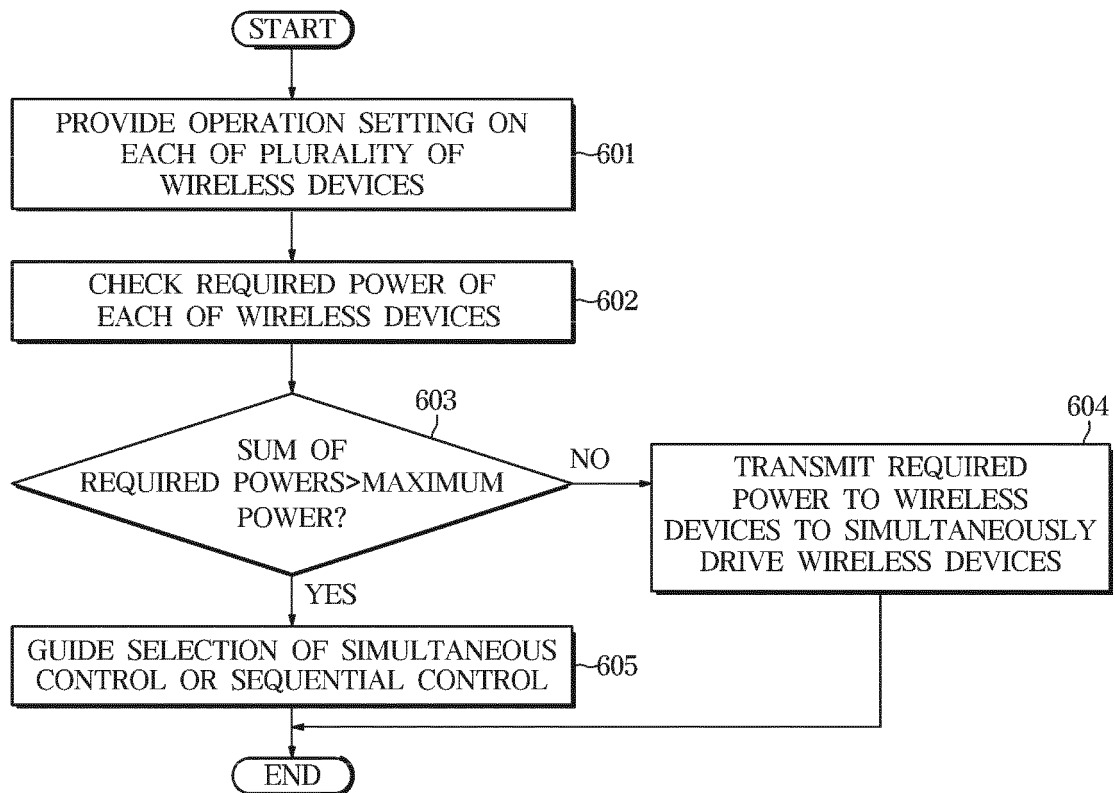 START
PROVIDE OPERATION SETTING ON
EACH OF PLURALITY OF
WIRELESS DEVICES
601
CHECK REQUIRED POWER OF
EACH OF WIRELESS DEVICES
602
603
SUM OF
REQUIRED POWERS>MAXIMUM
POWER?
NO
YES
604
TRANSMIT REQUIRED
POWER TO WIRELESS
DEVICES TO SIMULTANEOUSLY
DRIVE WIRELESS DEVICES
GUIDE SELECTION OF SIMULTANEOUS
CONTROL OR SEQUENTIAL CONTROL
605
END